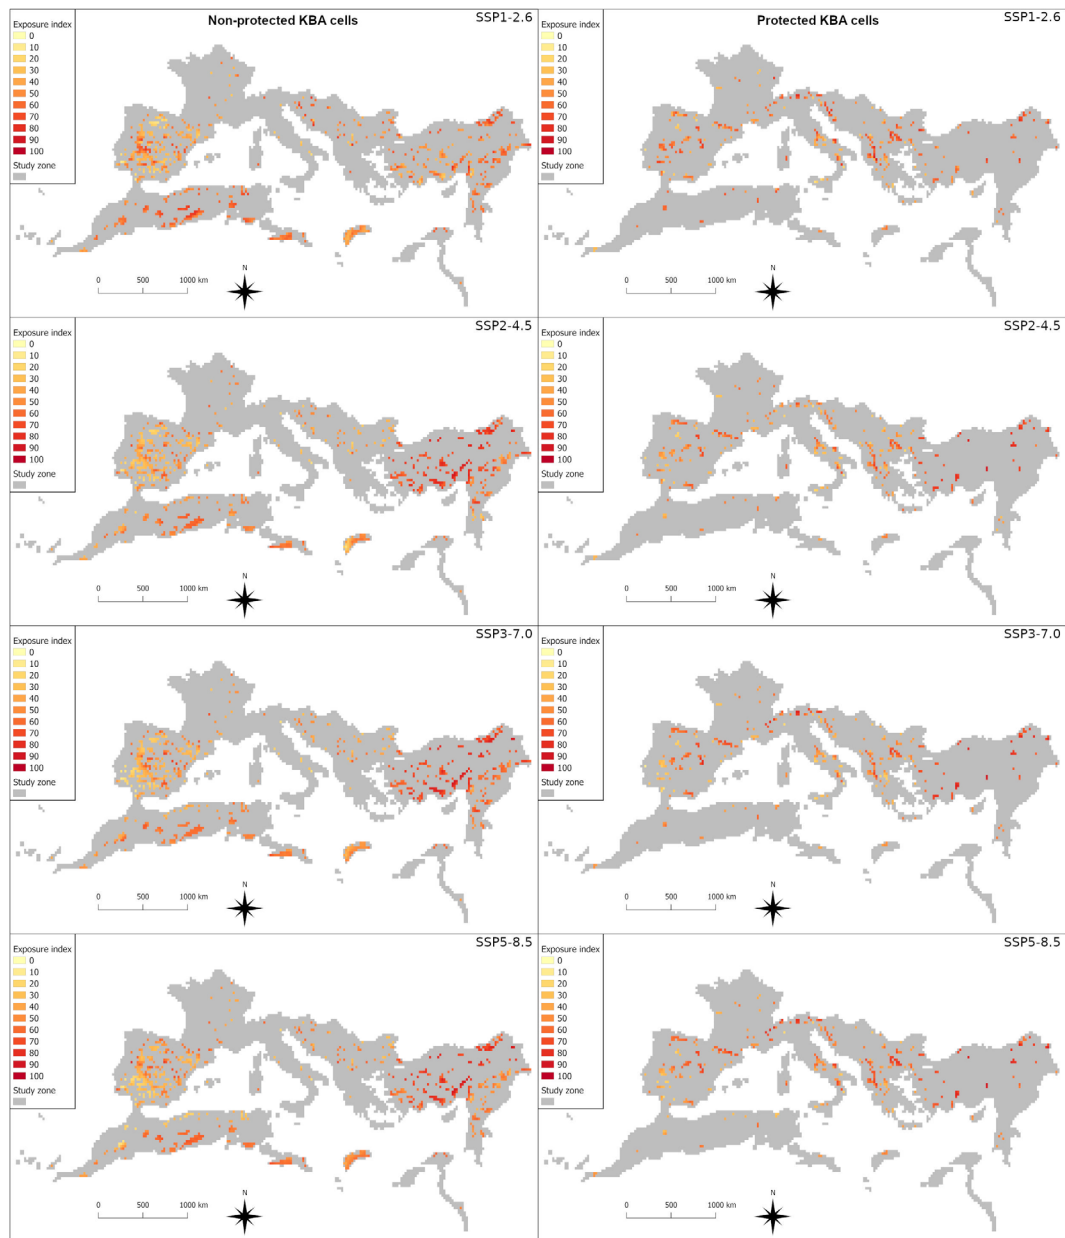 Non-protected KBA cells
SSP1-2.6
Exposure index
0
10
20
30
40
50
60
70
80
90
100
Study zone
N
0 500 1000 km
Protected KBA cells
SSP1-2.6
Exposure index
0
10
20
30
40
50
60
70
80
90
100
Study zone
N
0 500 1000 km
SSP2-4.5
Exposure index
0
10
20
30
40
50
60
70
80
90
100
Study zone
N
0 500 1000 km
SSP2-4.5
Exposure index
0
10
20
30
40
50
60
70
80
90
100
Study zone
N
0 500 1000 km
SSP3-7.0
Exposure index
0
10
20
30
40
50
60
70
80
90
100
Study zone
N
0 500 1000 km
SSP3-7.0
Exposure index
0
10
20
30
40
50
60
70
80
90
100
Study zone
N
0 500 1000 km
SSP5-8.5
Exposure index
0
10
20
30
40
50
60
70
80
90
100
Study zone
N
0 500 1000 km
SSP5-8.5
Exposure index
0
10
20
30
40
50
60
70
80
90
100
Study zone
N
0 500 1000 km